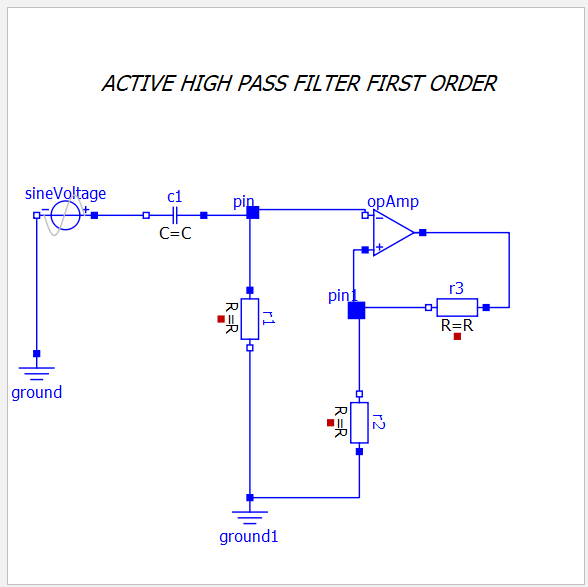 ACTIVE HIGH PASS FILTER FIRST ORDER
sineVoltage
c1
pin
opAmp
− +
C=C
−
+
pin1
r3
R=R
r1
R=R
ground
R=R
r2
ground1